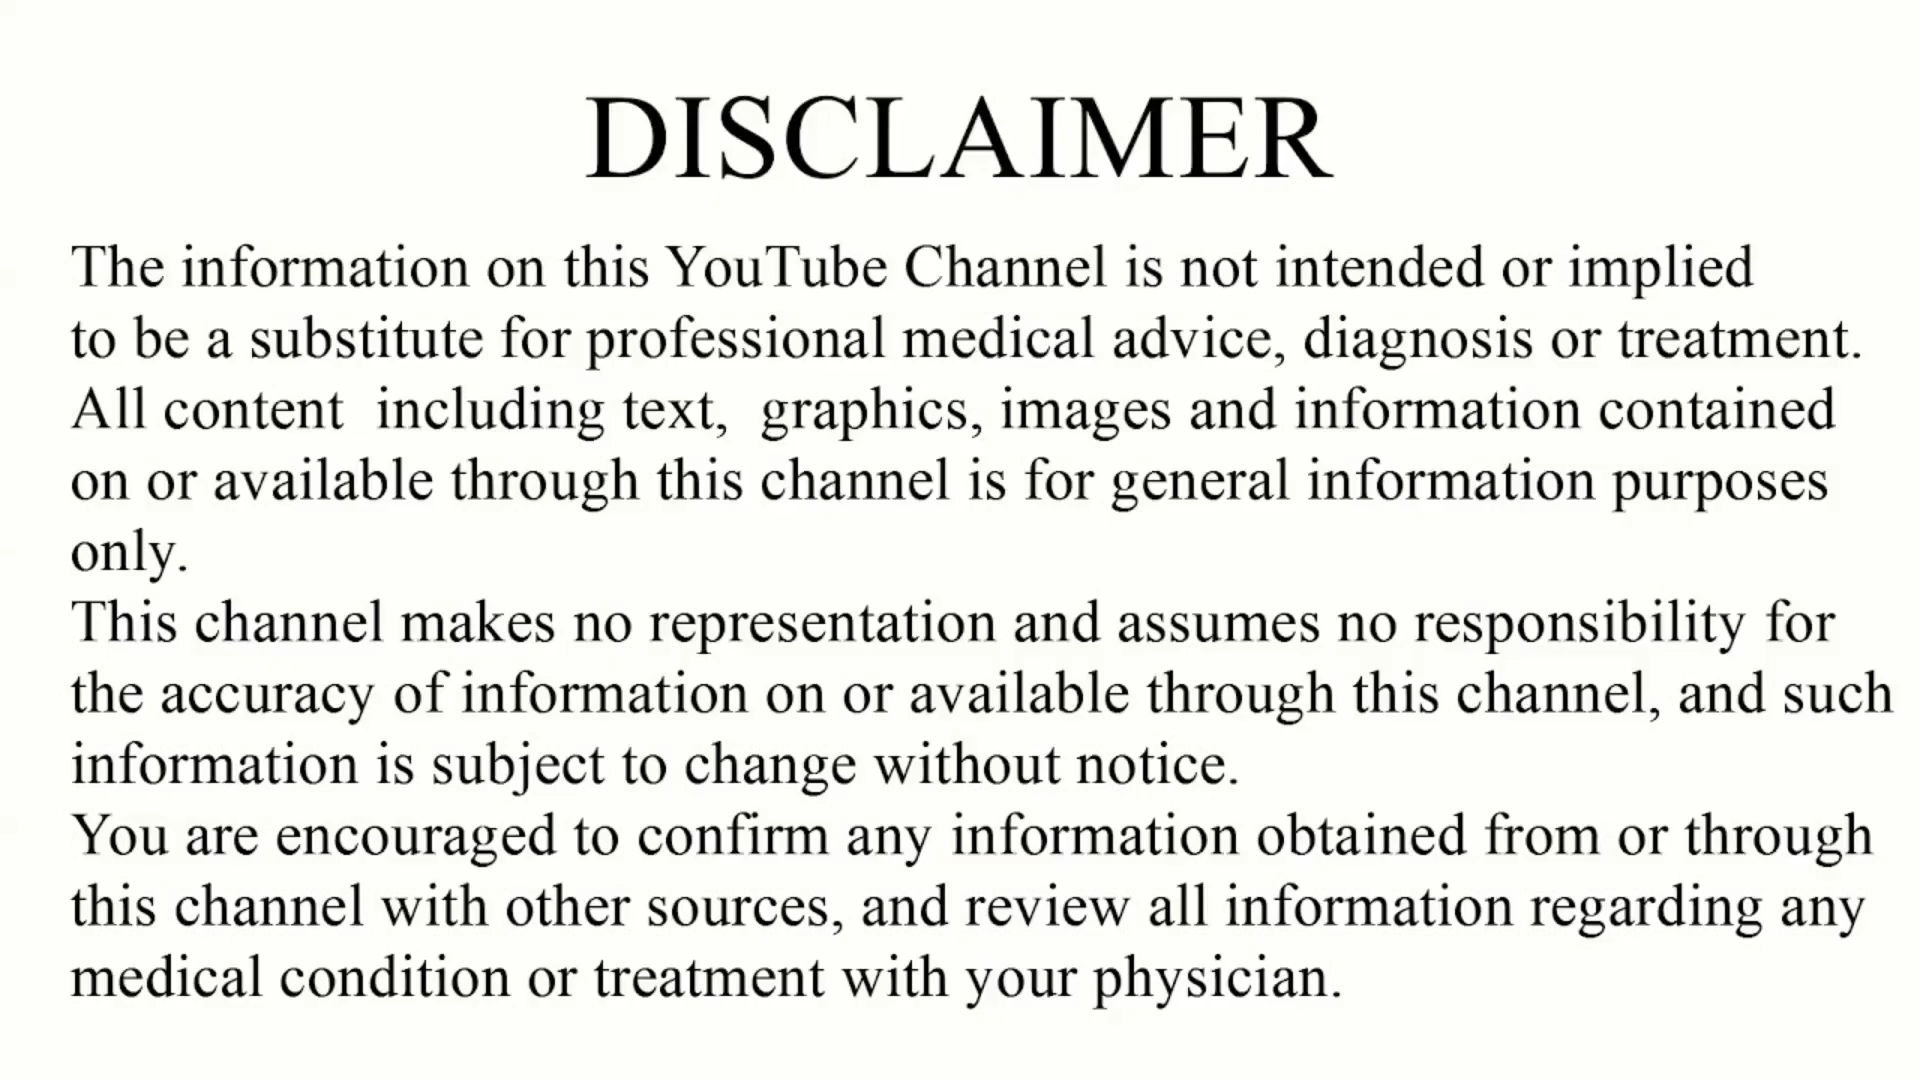 DISCLAIMER
The information on this YouTube Channel is not intended or implied
to be a substitute for professional medical advice, diagnosis or treatment.
All content  including text,  graphics, images and information contained
on or available through this channel is for general information purposes
only.
This channel makes no representation and assumes no responsibility for
the accuracy of information on or available through this channel, and such
information is subject to change without notice.
You are encouraged to confirm any information obtained from or through
this channel with other sources, and review all information regarding any
medical condition or treatment with your physician.